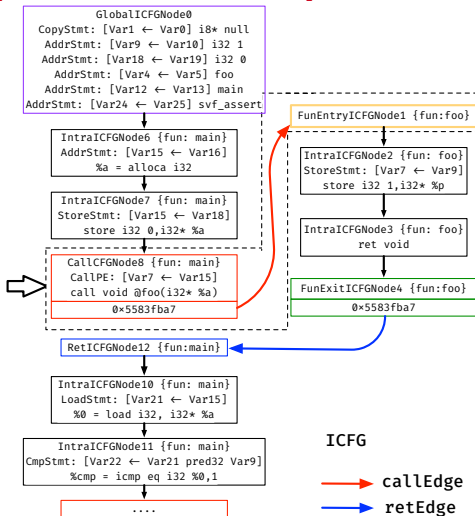 GlobalICFGNode0
CopyStmt: [Var1 ← Var0] i8* null
AddrStmt: [Var9 ← Var10] i32 1
AddrStmt: [Var18 ← Var19] i32 0
AddrStmt: [Var4 ← Var5] foo
AddrStmt: [Var12 ← Var13] main
AddrStmt: [Var24 ← Var25] svf_assert
IntraICFGNode6 {fun: main}
AddrStmt: [Var15 ← Var16]
%a = alloca i32
IntraICFGNode7 {fun: main}
StoreStmt: [Var15 ← Var18]
store i32 0,i32* %a
CallCFGNode8 {fun: main}
CallPE: [Var7 ← Var15]
call void @foo(i32* %a)
0×5583fba7
FunEntryICFGNode1 {fun:foo}
IntraICFGNode2 {fun: foo}
StoreStmt: [Var7 ← Var9]
store i32 1,i32* %p
IntraICFGNode3 {fun: foo}
ret void
FunExitICFGNode4 {fun:foo}
0×5583fba7
RetICFGNode12 {fun:main}
IntraICFGNode10 {fun: main}
LoadStmt: [Var21 ← Var15]
%0 = load i32, i32* %a
IntraICFGNode11 {fun: main}
CmpStmt: [Var22 ← Var21 pred32 Var9]
%cmp = icmp eq i32 %0,1
....
ICFG
callEdge
retEdge